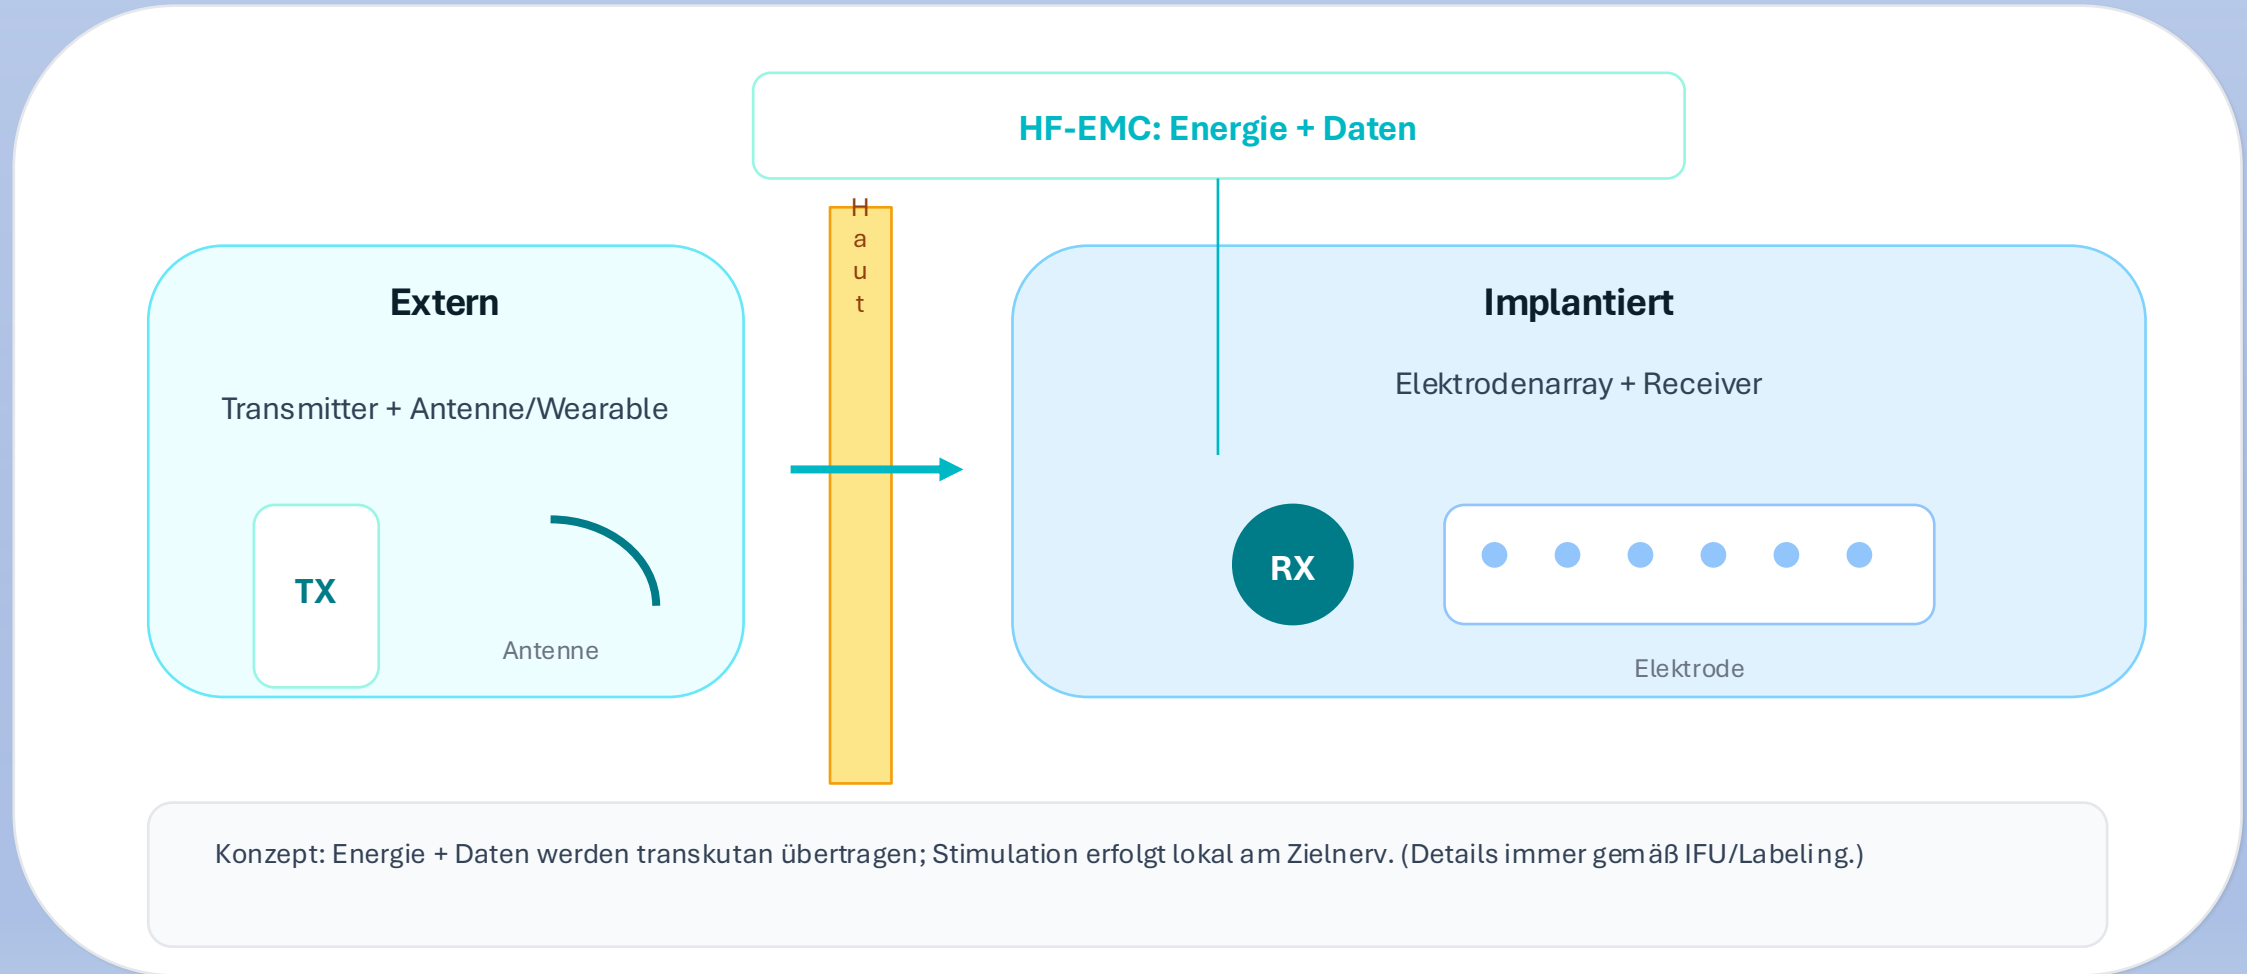 HF-EMC: Energie + Daten
H
a
u
t
Extern
Transmitter + Antenne/Wearable
TX
Antenne
Implantiert
Elektrodenarray + Receiver
RX
Elektrode
Konzept: Energie + Daten werden transkutan übertragen; Stimulation erfolgt lokal am Zielnerv. (Details immer gemäß IFU/Labeling.)